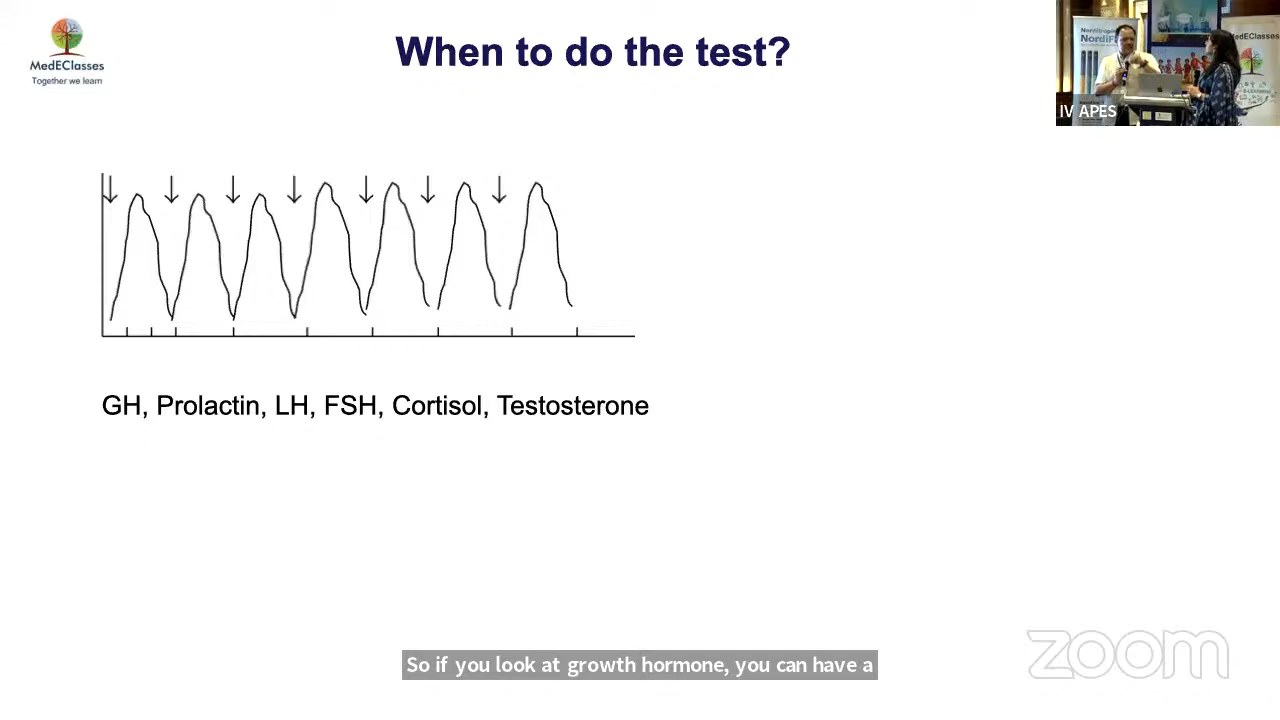 MedEClasses
Together we learn
When to do the test?
IV APES
GH, Prolactin, LH, FSH, Cortisol, Testosterone
So if you look at growth hormone, you can have a
zoom